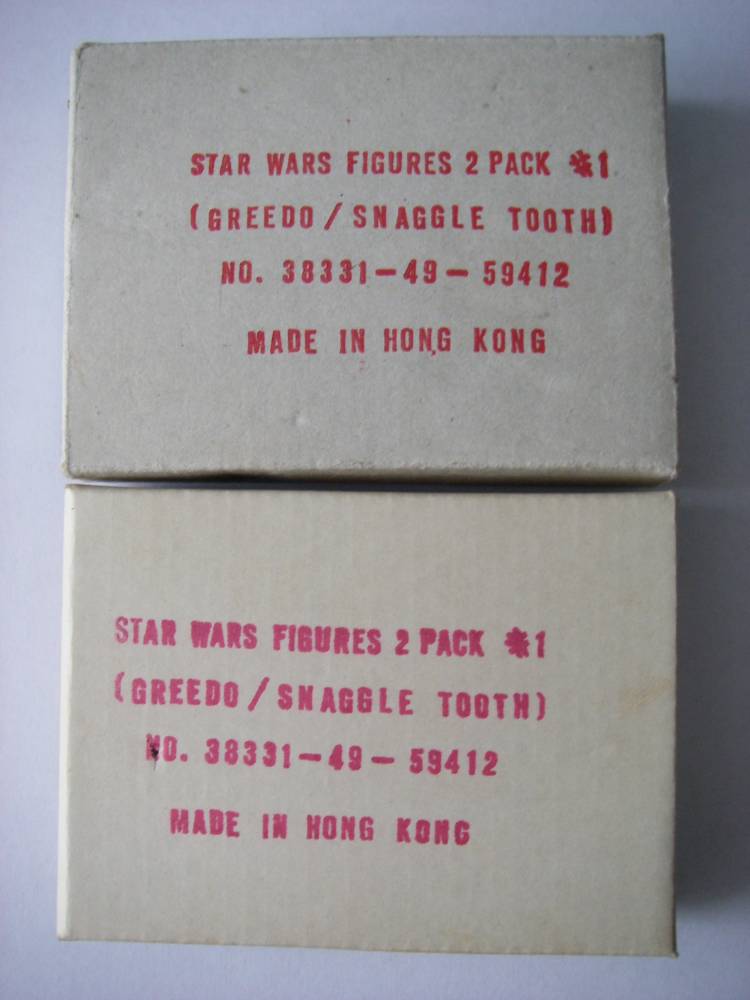 STAR WARS FIGURES 2 PACK *1
(GREEDO/SNAGGLE TOOTH)
NO. 38331-49-59412
MADE IN HONG KONG
STAR WARS FIGURES 2 PACK *1
(GREEDO/SNAGGLE TOOTH)
NO. 38331-49-59412
MADE IN HONG KONG